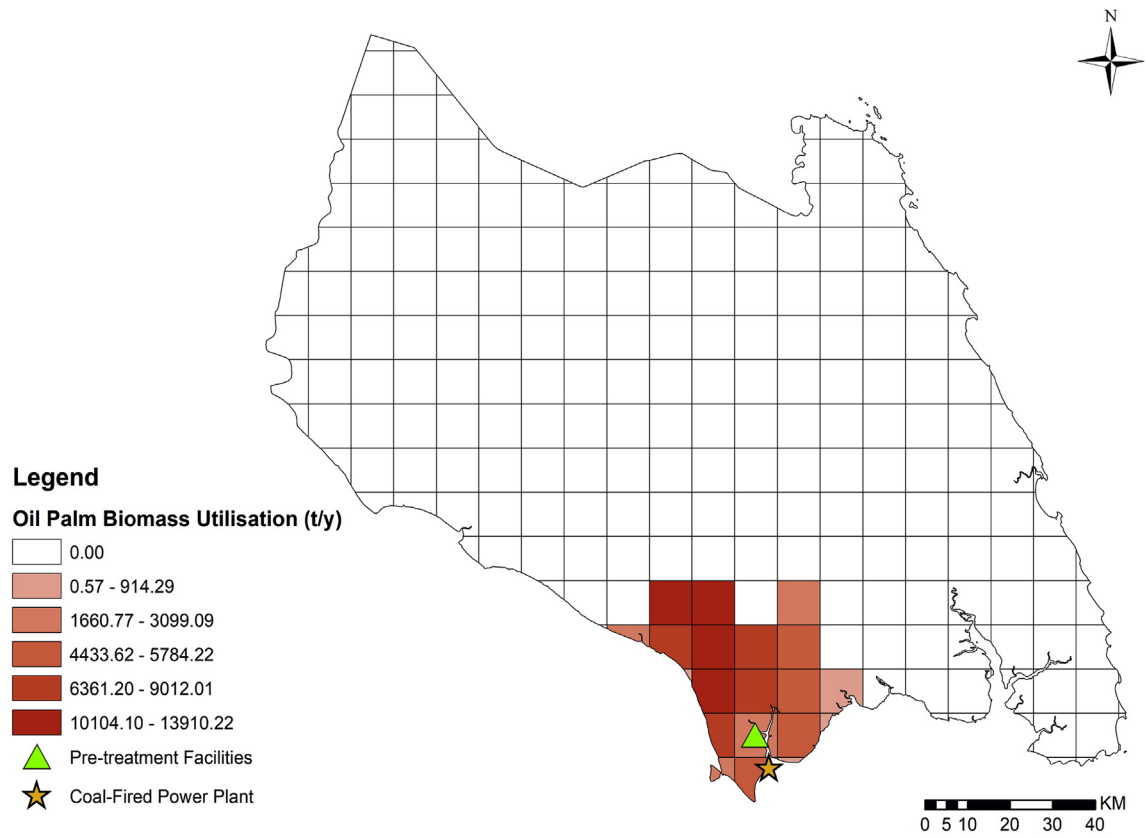 N
Legend
Oil Palm Biomass Utilisation (t/y)
0.00
0.57 - 914.29
1660.77 - 3099.09
4433.62 - 5784.22
6361.20 - 9012.01
10104.10 - 13910.22
Pre-treatment Facilities
Coal-Fired Power Plant
KM
0 5 10 20 30 40